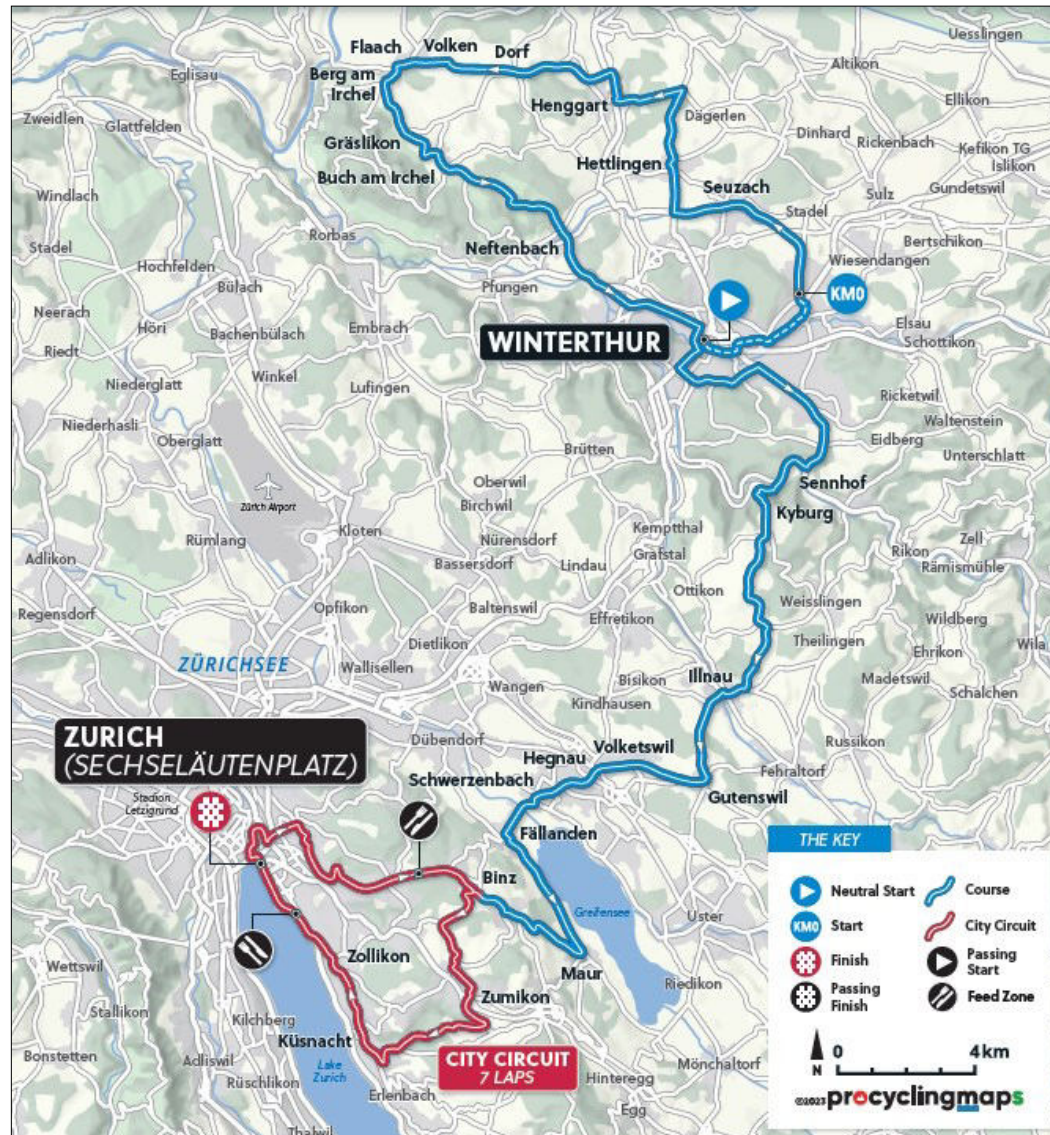 Uesslingen
Flaach
Volken
Dorf
Altikon
Eglisau
Berg am
Irchel
Ellikon
Zweidlen
Henggart
Dägerlen
Glattfelden
Dinhard
Rickenbach
Kefikon TG
Islikon
Gräslikon
Hettlingen
Buch am Irchel
Seuzach
Gundetswil
Windlach
Sulz
Stadel
Rorbas
Bertschikon
Stadel
Neftenbach
Wiesendangen
Hochfelden
Pfungen
Bülach
KM0
Neerach
Elsau
Höri
Bachenbülach
Embrach
WINTERTHUR
Schottikon
Riedt
Winkel
Niederglatt
Lufingen
Ricketwil
Waltenstein
Niederhasli
Oberglatt
Brütten
Eidberg
Unterschlatt
Oberwil
Sennhof
Zürich Airport
Birchwil
Kyburg
Kloten
Nürensdorf
Kemptthal
Grafstal
Zell
Adlikon
Rümlang
Bassersdorf
Lindau
Rikon
Rämismühle
Ottikon
Regensdorf
Opfikon
Baltenswil
Effretikon
Weisslingen
Wildberg
Dietlikon
Theilingen
Wila
ZÜRICHSEE
Wallisellen
Ehrikon
Wangen
Bisikon
Illnau
Madetswil
Schalchen
Kindhausen
ZURICH
(SECHSELÄUTENPLATZ)
Dübendorf
Volketswil
Russikon
Hegnau
Schwerzenbach
Fehraltorf
Gutenswil
Stadion
Letzigrund
Fällanden
Binz
Greifensee
Uster
Zollikon
Wettswil
Maur
Riedikon
Zumikon
Stallikon
Kilchberg
Küsnacht
Bonstetten
Adliswil
Lake
Zurich
CITY CIRCUIT
7 LAPS
Mönchaltorf
Rüschlikon
Erlenbach
Hinteregg
Egg
Thalwil
THE KEY
Neutral Start
Course
KM0
Start
City Circuit
Finish
Passing
Start
Passing
Finish
Feed Zone
N
0
4 km
©2023 procyclingmaps